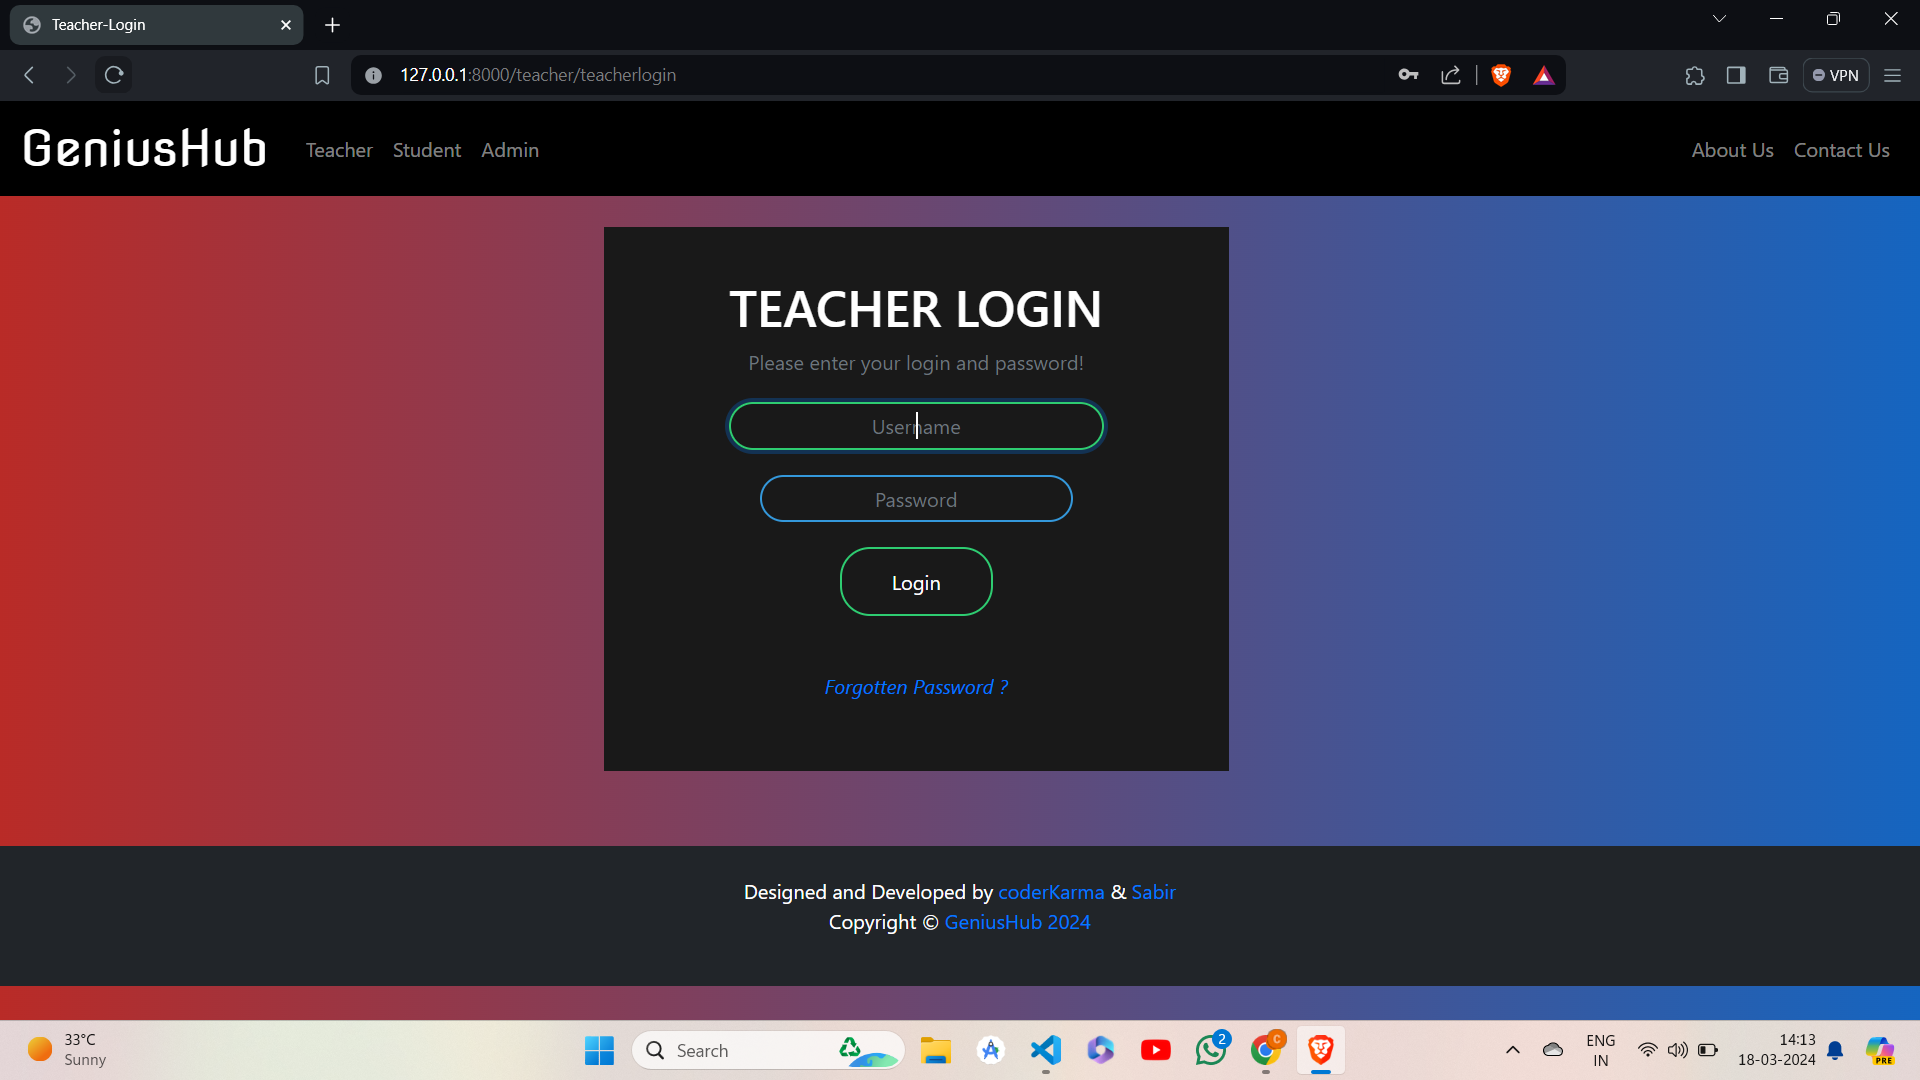 Teacher-Login
127.0.0.1:8000/teacher/teacherlogin
VPN
GeniusHub
Teacher Student Admin
About Us Contact Us
TEACHER LOGIN
Please enter your login and password!
Username
Password
Login
Forgotten Password ?
Designed and Developed by coderKarma & Sabir
Copyright © GeniusHub 2024
33°C
Sunny
Search
2
C
ENG
IN
14:13
18-03-2024
PRE